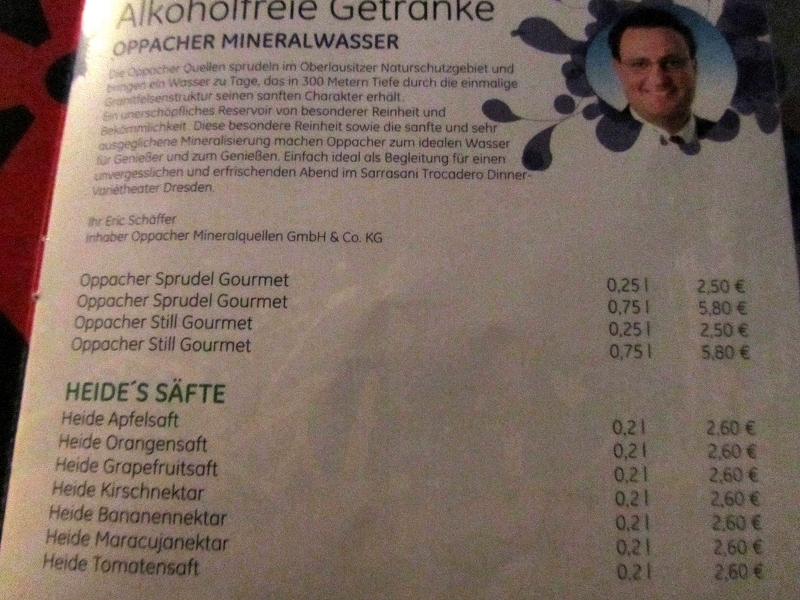 Alkoholfreie Getränke
OPPACHER MINERALWASSER
Die Oppacher Quellen sprudeln im Oberlausitzer Naturschutzgebiet und
bringen ein Wasser zu Tage, das in 300 Metern Tiefe durch die einmalige
Granitfelsenstruktur seinen sanften Charakter erhält.
Ein unerschöpfliches Reservoir von besonderer Reinheit und
Bekömmlichkeit. Diese besondere Reinheit sowie die sanfte und sehr
ausgeglichene Mineralisierung machen Oppacher zum idealen Wasser
für Genießer und zum Genießen. Einfach ideal als Begleitung für einen
unvergesslichen und erfrischenden Abend im Sarrasani Trocadero Dinner-
Varietheater Dresden.
Ihr Eric Schäffer
Inhaber Oppacher Mineralquellen GmbH & Co. KG
Oppacher Sprudel Gourmet 0,25 l 2,50 €
Oppacher Sprudel Gourmet 0,75 l 5,80 €
Oppacher Still Gourmet 0,25 l 2,50 €
Oppacher Still Gourmet 0,75 l 5,80 €
HEIDE´S SÄFTE
Heide Apfelsaft 0,2 l 2,60 €
Heide Orangensaft 0,2 l 2,60 €
Heide Grapefruitsaft 0,2 l 2,60 €
Heide Kirschnektar 0,2 l 2,60 €
Heide Bananennektar 0,2 l 2,60 €
Heide Maracujanektar 0,2 l 2,60 €
Heide Tomatensaft 0,2 l 2,60 €